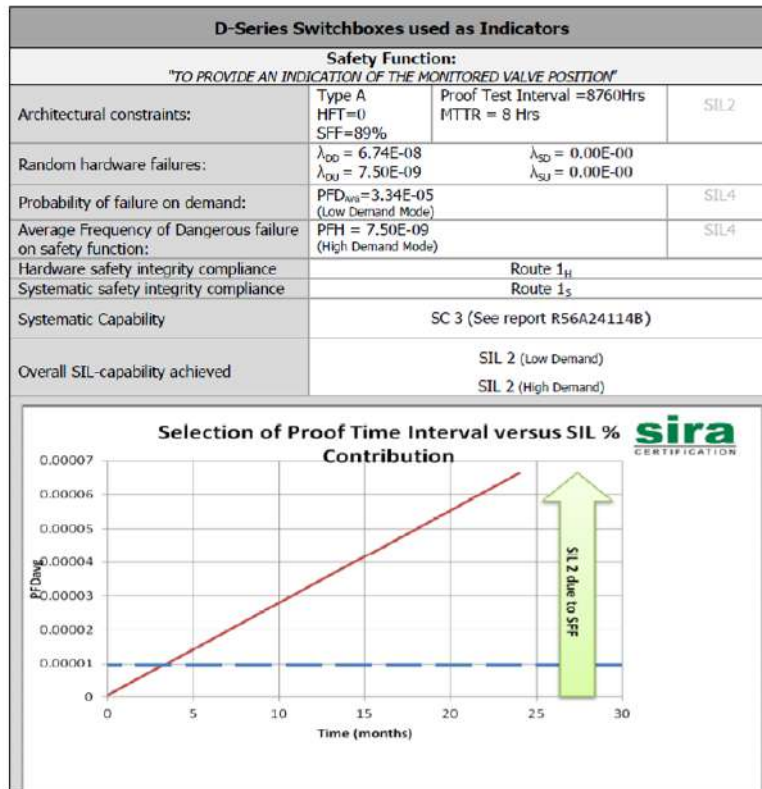 D-Series Switchboxes used as Indicators
Safety Function:
"TO PROVIDE AN INDICATION OF THE MONITORED VALVE POSITION"
Architectural constraints:
Type A
HFT=0
SFF=89%
Proof Test Interval =8760Hrs
MTTR = 8 Hrs
SIL2
Random hardware failures:
λDD = 6.74E-08
λDU = 7.50E-09
λSD = 0.00E-00
λSU = 0.00E-00
Probability of failure on demand:
PFDAVG=3.34E-05
(Low Demand Mode)
SIL4
Average Frequency of Dangerous failure
on safety function:
PFH = 7.50E-09
(High Demand Mode)
SIL4
Hardware safety integrity compliance
Route 1H
Systematic safety integrity compliance
Route 1S
Systematic Capability
SC 3 (See report R56A24114B)
Overall SIL-capability achieved
SIL 2 (Low Demand)
SIL 2 (High Demand)
Selection of Proof Time Interval versus SIL %
Contribution
sira
CERTIFICATION
0.00007
0.00006
0.00005
0.00004
0.00003
0.00002
0.00001
0
PFDavg
SIL 2 due to SFF
0 5 10 15 20 25 30
Time (months)